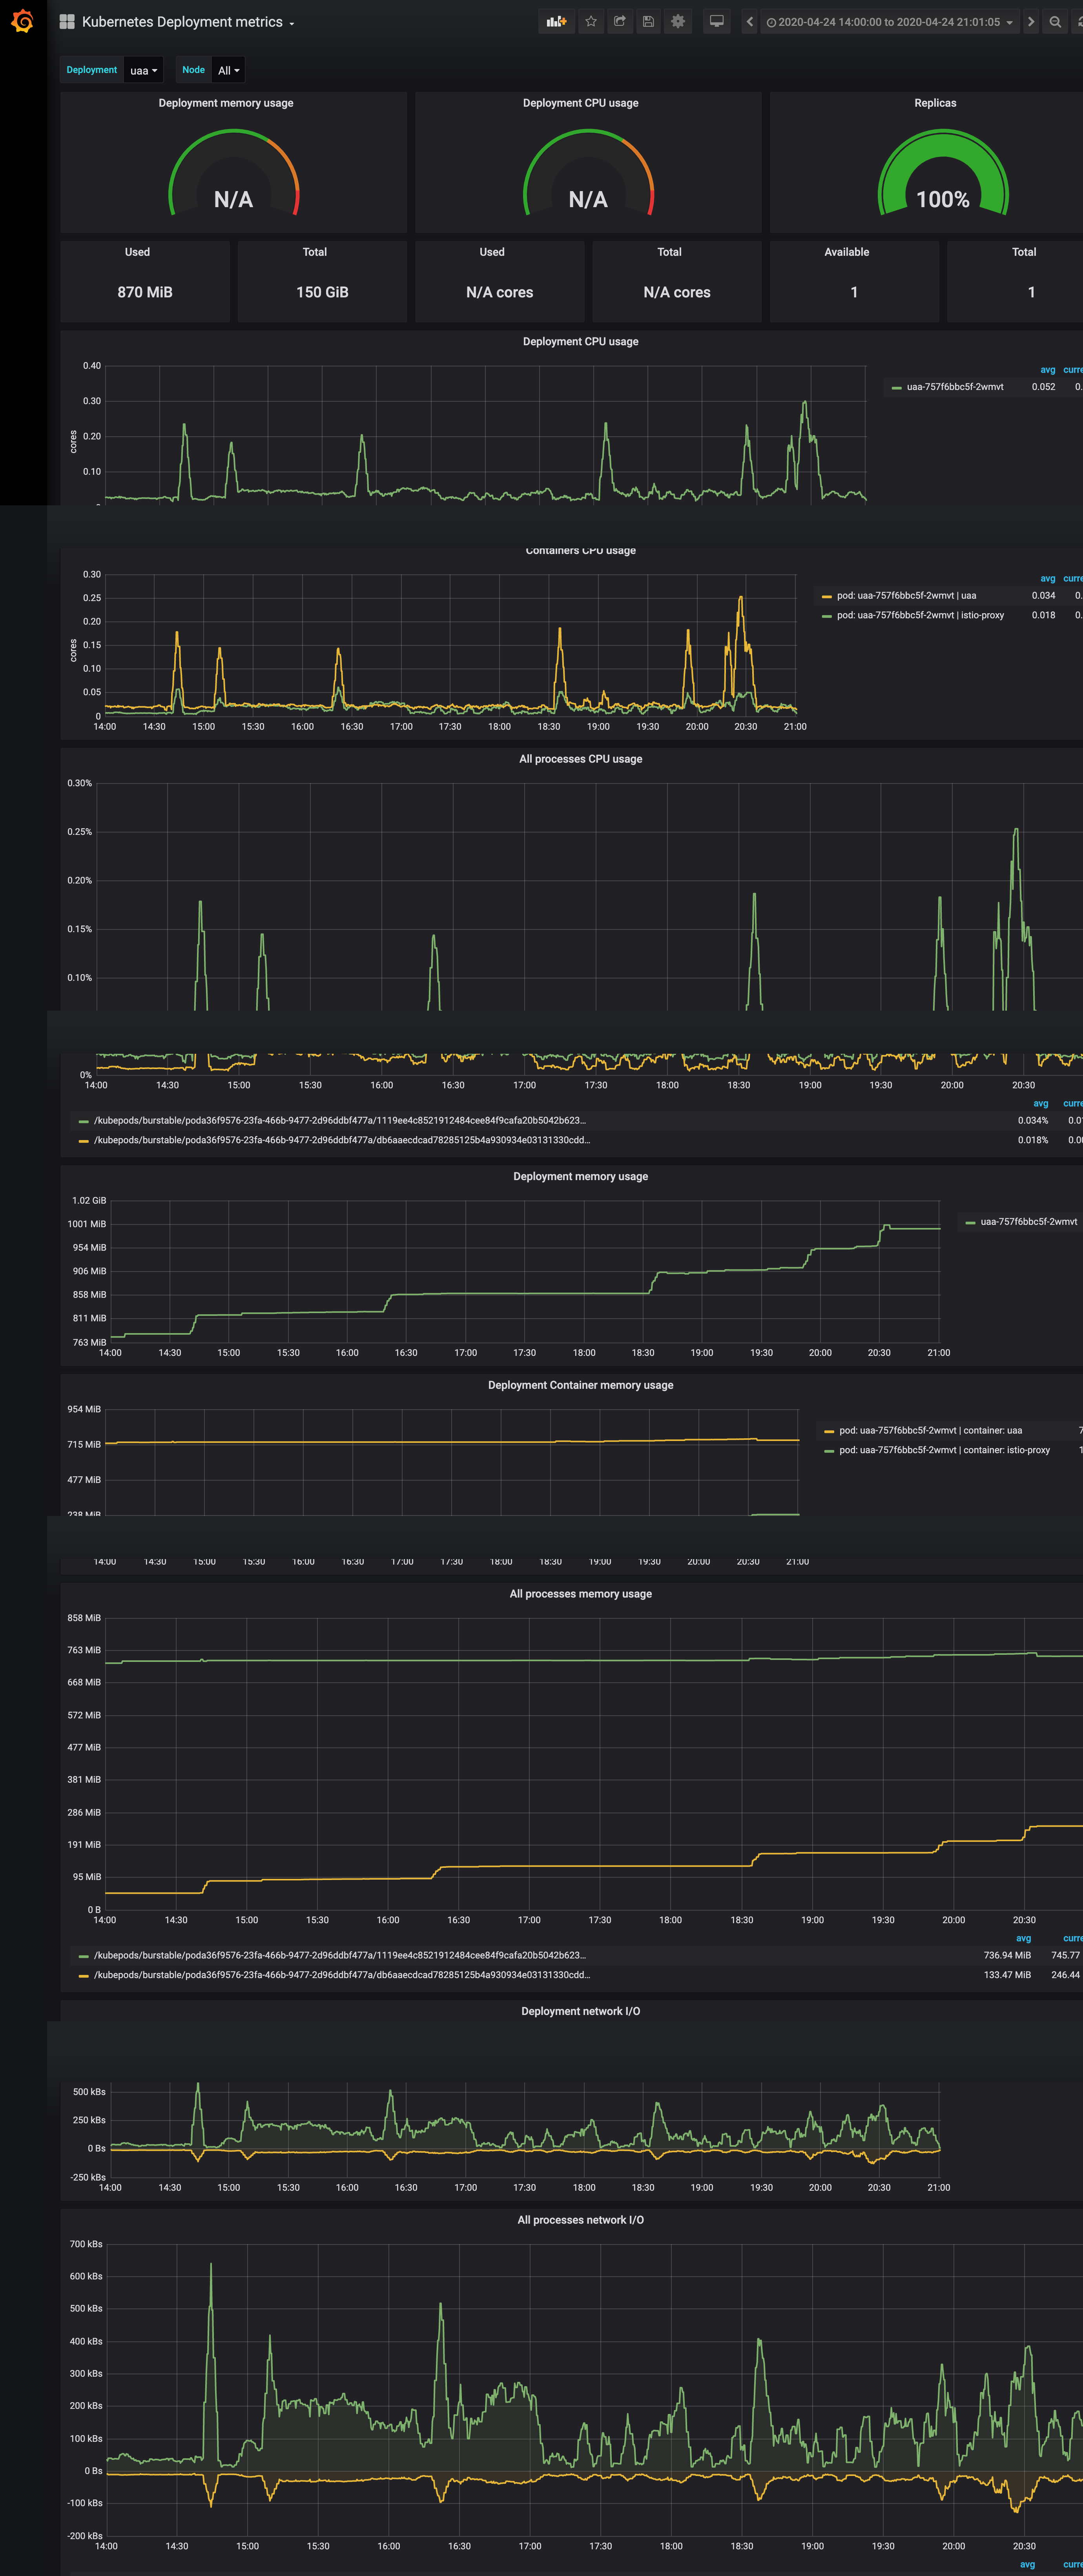 Kubernetes Deployment metrics
2020-04-24 14:00:00 to 2020-04-24 21:01:05
Deployment uaa Node All
Deployment memory usage
N/A
Deployment CPU usage
N/A
Replicas
100%
Used
870 MiB
Total
150 GiB
Used
N/A cores
Total
N/A cores
Available
1
Total
1
Deployment CPU usage
cores
0.40
0.30
0.20
0.10
avg curre
uaa-757f6bbc5f-2wmvt 0.052 0.
Containers CPU usage
cores
0.30
0.25
0.20
0.15
0.10
0.05
0
14:00 14:30 15:00 15:30 16:00 16:30 17:00 17:30 18:00 18:30 19:00 19:30 20:00 20:30 21:00
avg curre
pod: uaa-757f6bbc5f-2wmvt | uaa 0.034 0.
pod: uaa-757f6bbc5f-2wmvt | istio-proxy 0.018 0.
All processes CPU usage
0.30%
0.25%
0.20%
0.15%
0.10%
0%
14:00 14:30 15:00 15:30 16:00 16:30 17:00 17:30 18:00 18:30 19:00 19:30 20:00 20:30
avg curre
/kubepods/burstable/poda36f9576-23fa-466b-9477-2d96ddbf477a/1119ee4c8521912484cee84f9cafa20b5042b623... 0.034%
/kubepods/burstable/poda36f9576-23fa-466b-9477-2d96ddbf477a/db6aaecdcad78285125b4a930934e03131330cdd... 0.018%
Deployment memory usage
1.02 GiB
1001 MiB
954 MiB
906 MiB
858 MiB
811 MiB
763 MiB
14:00 14:30 15:00 15:30 16:00 16:30 17:00 17:30 18:00 18:30 19:00 19:30 20:00 20:30 21:00
uaa-757f6bbc5f-2wmvt
Deployment Container memory usage
954 MiB
715 MiB
477 MiB
238 MiB
14:00 14:30 15:00 15:30 16:00 16:30 17:00 17:30 18:00 18:30 19:00 19:30 20:00 20:30 21:00
pod: uaa-757f6bbc5f-2wmvt | container: uaa 7
pod: uaa-757f6bbc5f-2wmvt | container: istio-proxy 1
All processes memory usage
858 MiB
763 MiB
668 MiB
572 MiB
477 MiB
381 MiB
286 MiB
191 MiB
95 MiB
0 B
14:00 14:30 15:00 15:30 16:00 16:30 17:00 17:30 18:00 18:30 19:00 19:30 20:00 20:30
avg curre
/kubepods/burstable/poda36f9576-23fa-466b-9477-2d96ddbf477a/1119ee4c8521912484cee84f9cafa20b5042b623... 736.94 MiB 745.77
/kubepods/burstable/poda36f9576-23fa-466b-9477-2d96ddbf477a/db6aaecdcad78285125b4a930934e03131330cdd... 133.47 MiB 246.44
Deployment network I/O
500 kBs
250 kBs
0 Bs
-250 kBs
14:00 14:30 15:00 15:30 16:00 16:30 17:00 17:30 18:00 18:30 19:00 19:30 20:00 20:30 21:00
All processes network I/O
700 kBs
600 kBs
500 kBs
400 kBs
300 kBs
200 kBs
100 kBs
0 Bs
-100 kBs
-200 kBs
14:00 14:30 15:00 15:30 16:00 16:30 17:00 17:30 18:00 18:30 19:00 19:30 20:00 20:30
avg curre